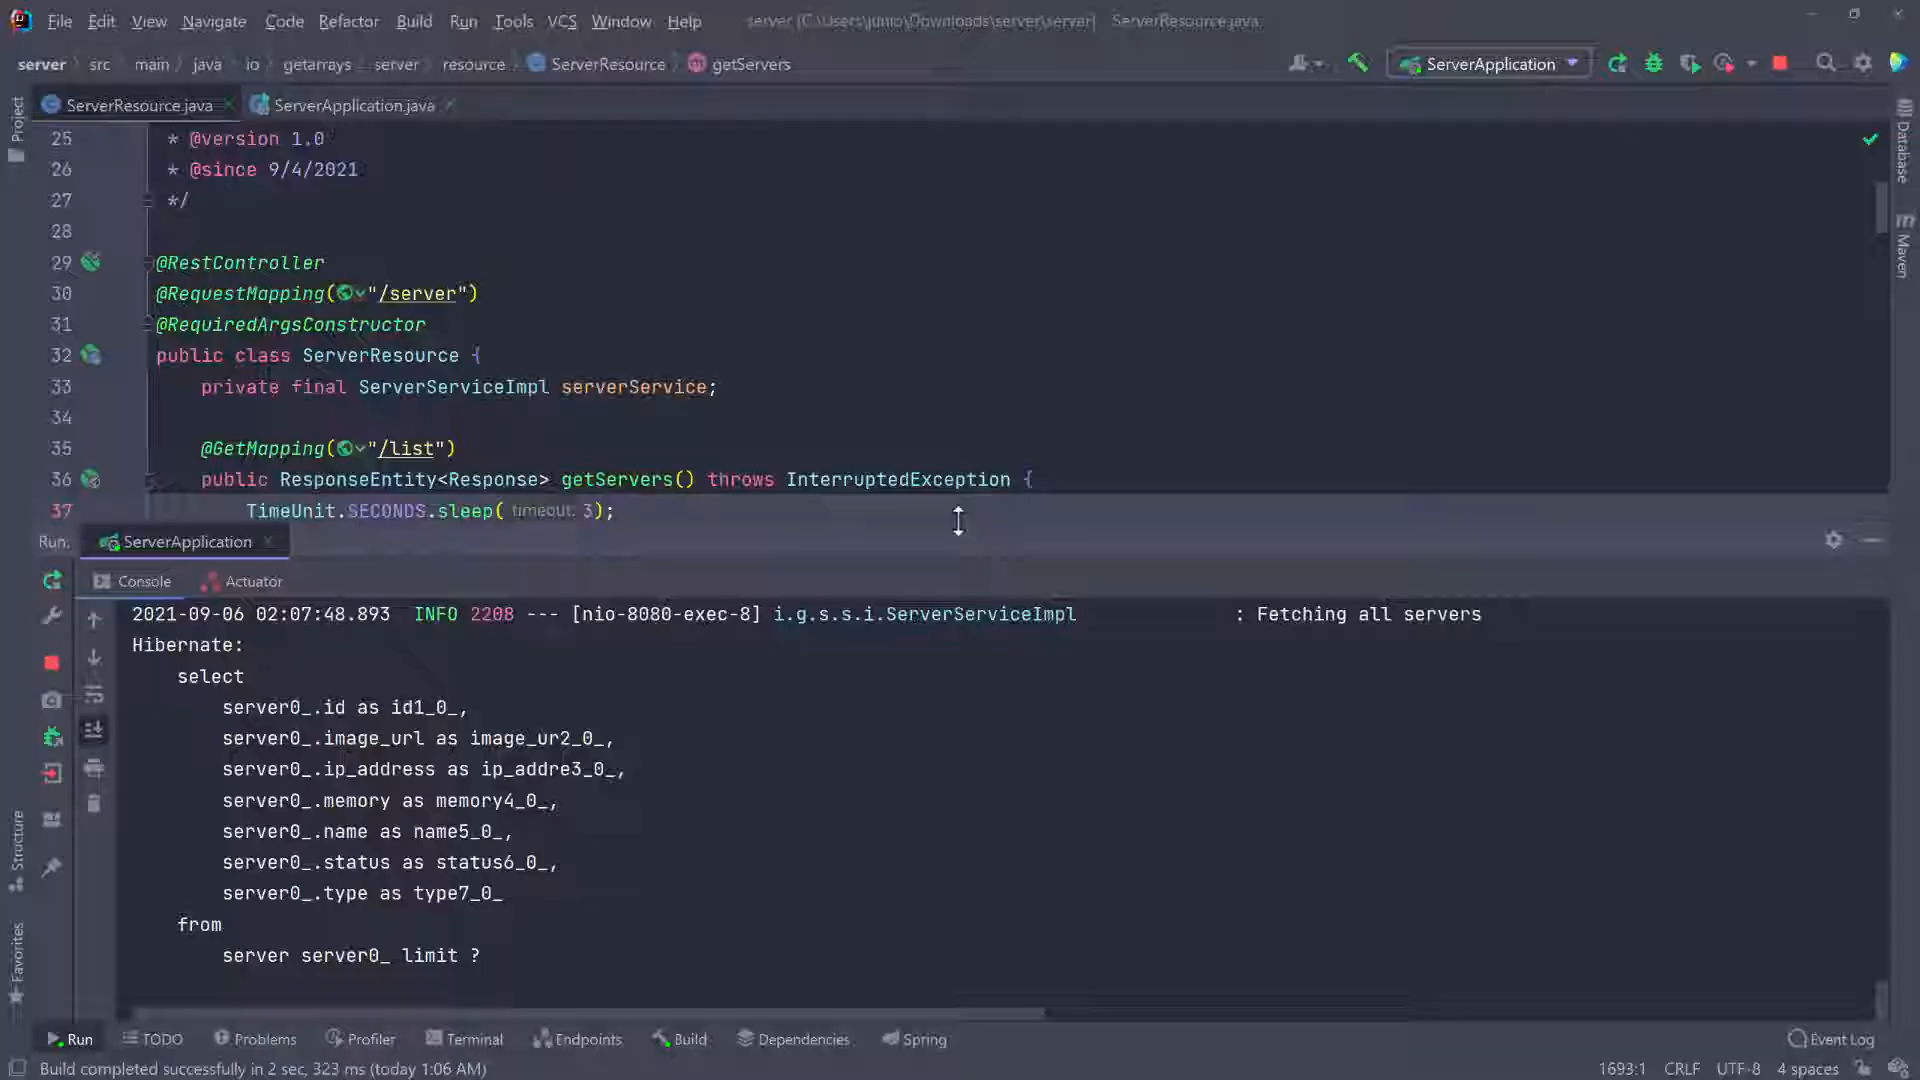 File Edit View Navigate Code Refactor Build Run Tools VCS Window Help server [C:\Users\junio\Downloads\server\server] ServerResource.java
server src main java io getarrays server resource ServerResource getServers ServerApplication
ServerResource.java ServerApplication.java
Project
Database
Maven
25 * @version 1.0
26 * @since 9/4/2021
27 */
28
29 @RestController
30 @RequestMapping("/server")
31 @RequiredArgsConstructor
32 public class ServerResource {
33 private final ServerServiceImpl serverService;
34
35 @GetMapping("/list")
36 public ResponseEntity<Response> getServers() throws InterruptedException {
37 TimeUnit.SECONDS.sleep( timeout: 3);
Run: ServerApplication
Console Actuator
2021-09-06 02:07:48.893 INFO 2208 --- [nio-8080-exec-8] i.g.s.s.i.ServerServiceImpl : Fetching all servers
Hibernate:
select
server0_.id as id1_0_,
server0_.image_url as image_ur2_0_,
server0_.ip_address as ip_addre3_0_,
server0_.memory as memory4_0_,
server0_.name as name5_0_,
server0_.status as status6_0_,
server0_.type as type7_0_
from
server server0_ limit ?
Structure
Favorites
Run TODO Problems Profiler Terminal Endpoints Build Dependencies Spring Event Log
Build completed successfully in 2 sec, 323 ms (today 1:06 AM) 1693:1 CRLF UTF-8 4 spaces